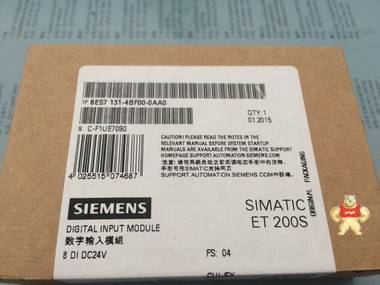 1P 6ES7 131-4BF00-0AA0
QTY:1
01.2015
S C-F1UE7090
CAUTION! PLEASE READ THE NOTES IN THE
RELEVANT MANUAL BEFORE SYSTEM STARTUP.
MANUALS ARE AVAILABLE FROM THE SIMATIC SUPPORT
HOMEPAGE SUPPORT.AUTOMATION.SIEMENS.COM
SUPPORT.AUTOMATION.SIEMENS.COM
4 025515 074687
ORIGINAL PACKAGING
SIEMENS
SIMATIC
ET 200S
DIGITAL INPUT MODULE
数字输入模组
8 DI DC24V
FS: 04